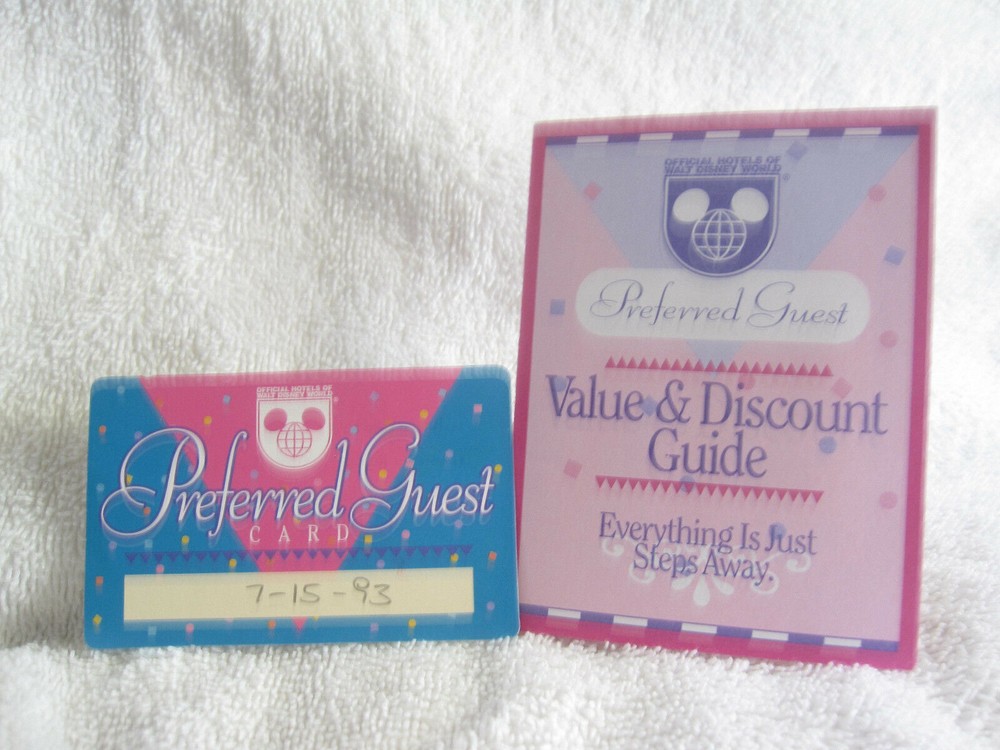 OFFICIAL HOTELS OF
WALT DISNEY WORLD®
Preferred Guest
CARD
7-15-93
OFFICIAL HOTELS OF
WALT DISNEY WORLD
®
Preferred Guest
Value & Discount
Guide
Everything Is Just
Steps Away.